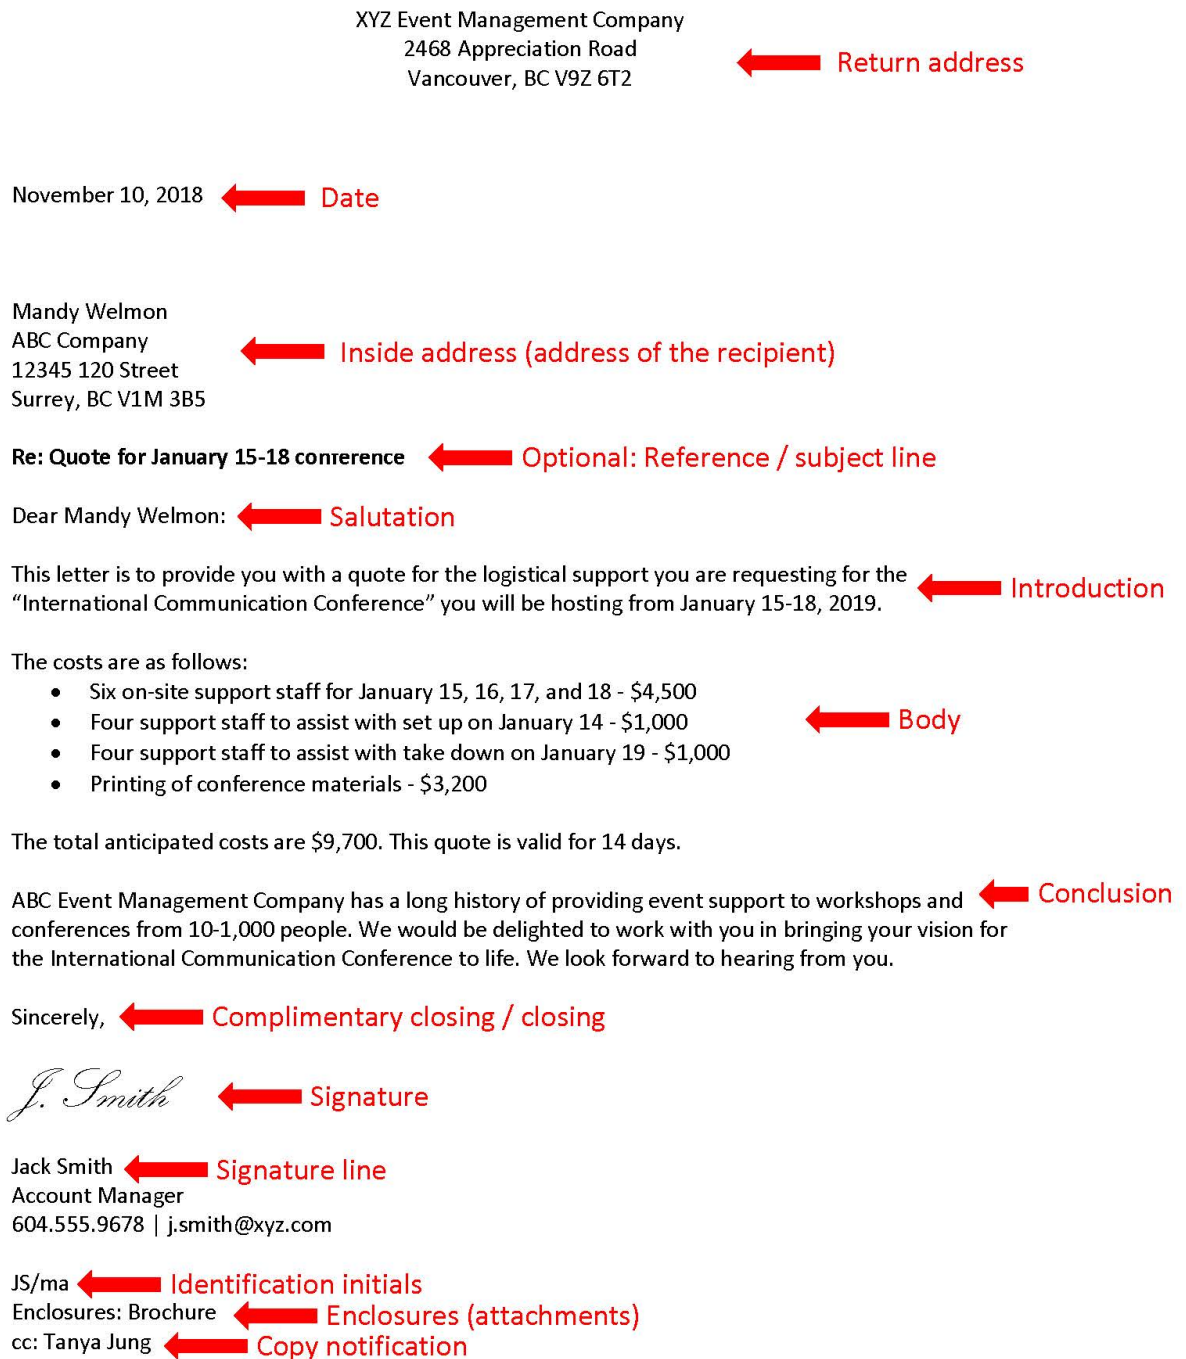 XYZ Event Management Company
2468 Appreciation Road
Vancouver, BC V9Z 6T2
Return address
November 10, 2018
Date
Mandy Welmon
ABC Company
12345 120 Street
Surrey, BC V1M 3B5
Inside address (address of the recipient)
Re: Quote for January 15-18 conference
Optional: Reference / subject line
Dear Mandy Welmon:
Salutation
This letter is to provide you with a quote for the logistical support you are requesting for the
“International Communication Conference” you will be hosting from January 15-18, 2019.
Introduction
The costs are as follows:
• Six on-site support staff for January 15, 16, 17, and 18 - $4,500
• Four support staff to assist with set up on January 14 - $1,000
• Four support staff to assist with take down on January 19 - $1,000
• Printing of conference materials - $3,200
Body
The total anticipated costs are $9,700. This quote is valid for 14 days.
ABC Event Management Company has a long history of providing event support to workshops and
conferences from 10-1,000 people. We would be delighted to work with you in bringing your vision for
the International Communication Conference to life. We look forward to hearing from you.
Conclusion
Sincerely,
Complimentary closing / closing
J. Smith
Signature
Jack Smith
Signature line
Account Manager
604.555.9678 | j.smith@xyz.com
JS/ma
Identification initials
Enclosures: Brochure
Enclosures (attachments)
cc: Tanya Jung
Copy notification